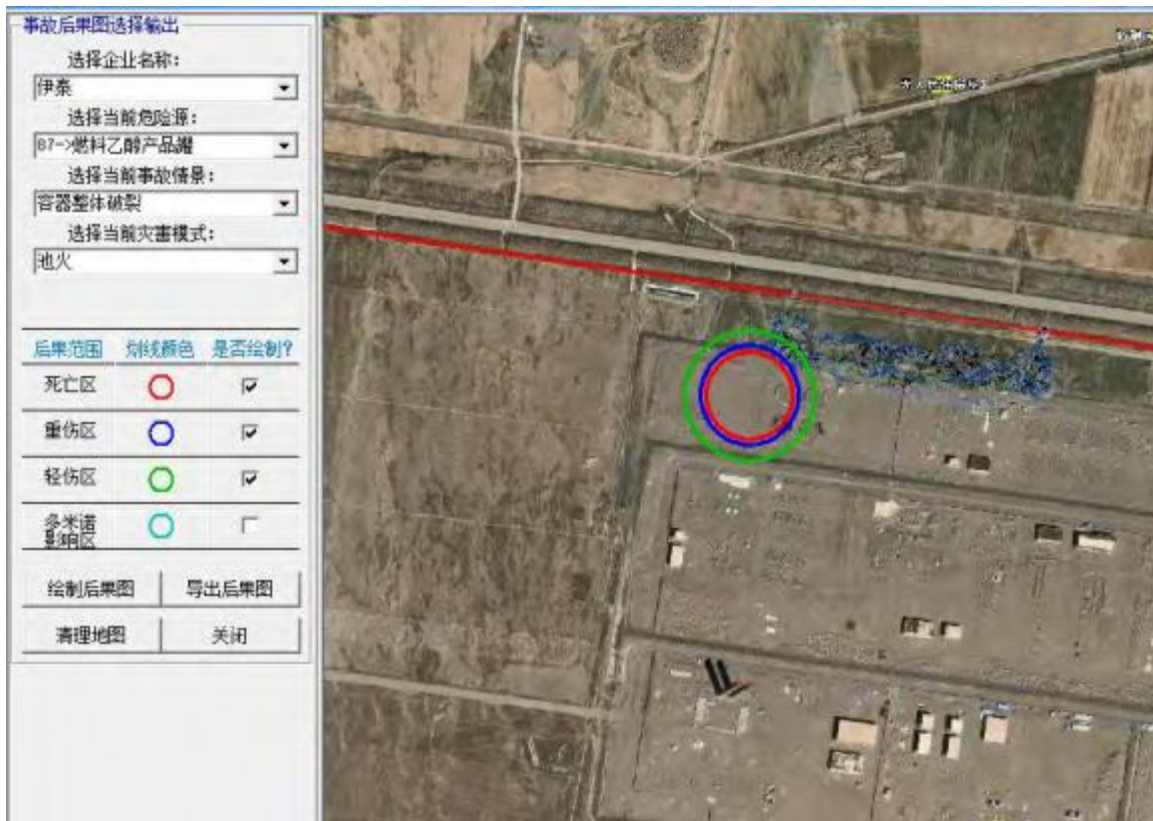 事故后果图选择输出
选择企业名称：
伊泰
选择当前危险源：
87->燃料乙醇产品罐
选择当前事故情景：
容器整体破裂
选择当前灾害模式：
池火
后果范围 划线颜色 是否绘制?
死亡区
重伤区
轻伤区
多米诺
影响区
绘制后果图 导出后果图
清理地图 关闭